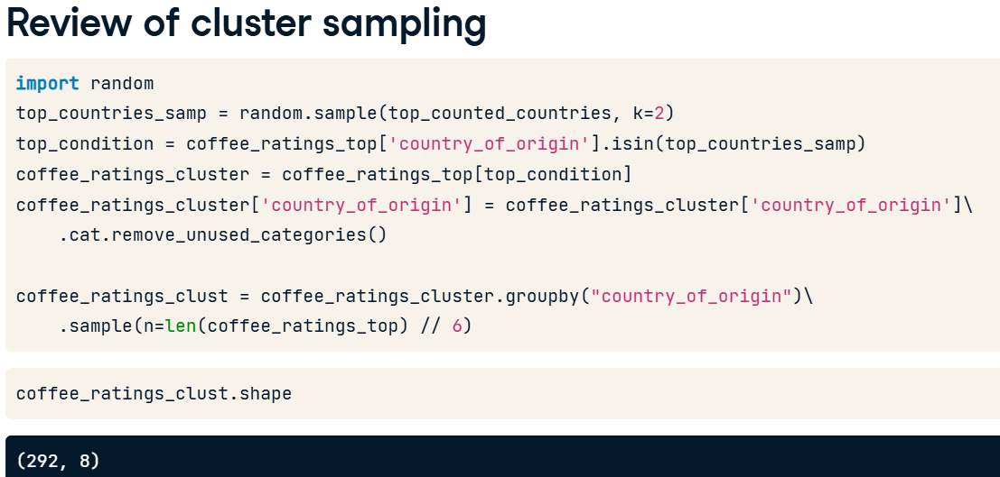 Review of cluster sampling
import random
top_countries_samp = random.sample(top_counted_countries, k=2)
top_condition = coffee_ratings_top['country_of_origin'].isin(top_countries_samp)
coffee_ratings_cluster = coffee_ratings_top[top_condition]
coffee_ratings_cluster['country_of_origin'] = coffee_ratings_cluster['country_of_origin']\
    .cat.remove_unused_categories()
coffee_ratings_clust = coffee_ratings_cluster.groupby("country_of_origin")\
    .sample(n=len(coffee_ratings_top) // 6)
coffee_ratings_clust.shape
(292, 8)